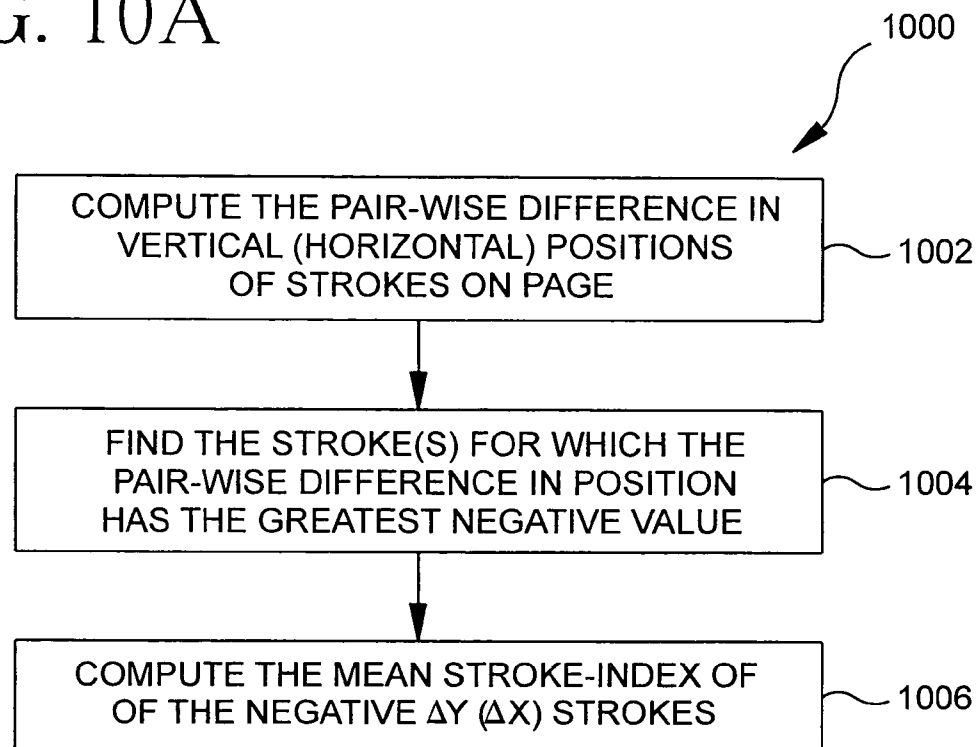 10A
1000
COMPUTE THE PAIR-WISE DIFFERENCE IN
VERTICAL (HORIZONTAL) POSITIONS
OF STROKES ON PAGE
1002
FIND THE STROKE(S) FOR WHICH THE
PAIR-WISE DIFFERENCE IN POSITION
HAS THE GREATEST NEGATIVE VALUE
1004
COMPUTE THE MEAN STROKE-INDEX OF
OF THE NEGATIVE ΔY (ΔX) STROKES
1006